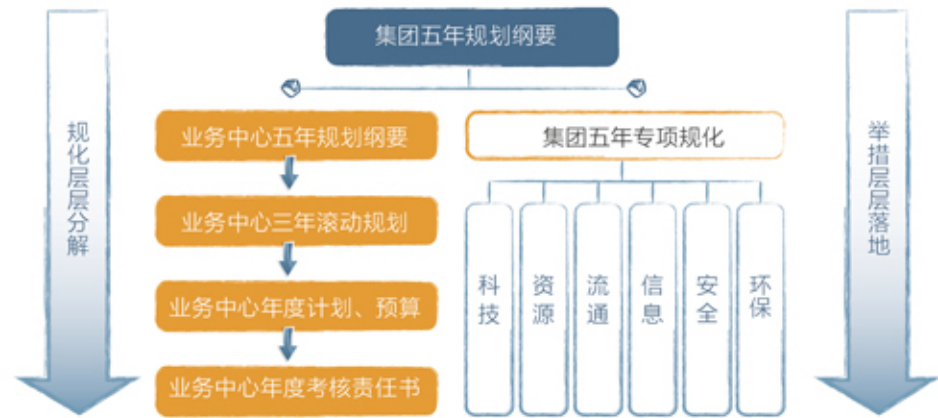 集团五年规划纲要
规化层层分解
业务中心五年规划纲要
业务中心三年滚动规划
业务中心年度计划、预算
业务中心年度考核责任书
集团五年专项规化
科技
资源
流通
信息
安全
环保
举措层层落地